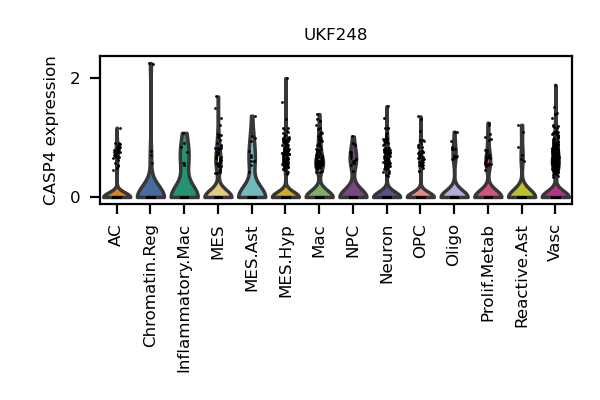 UKF248
CASP4 expression
2
0
AC
Chromatin.Reg
Inflammatory.Mac
MES
MES.Ast
MES.Hyp
Mac
NPC
Neuron
OPC
Oligo
Prolif.Metab
Reactive.Ast
Vasc